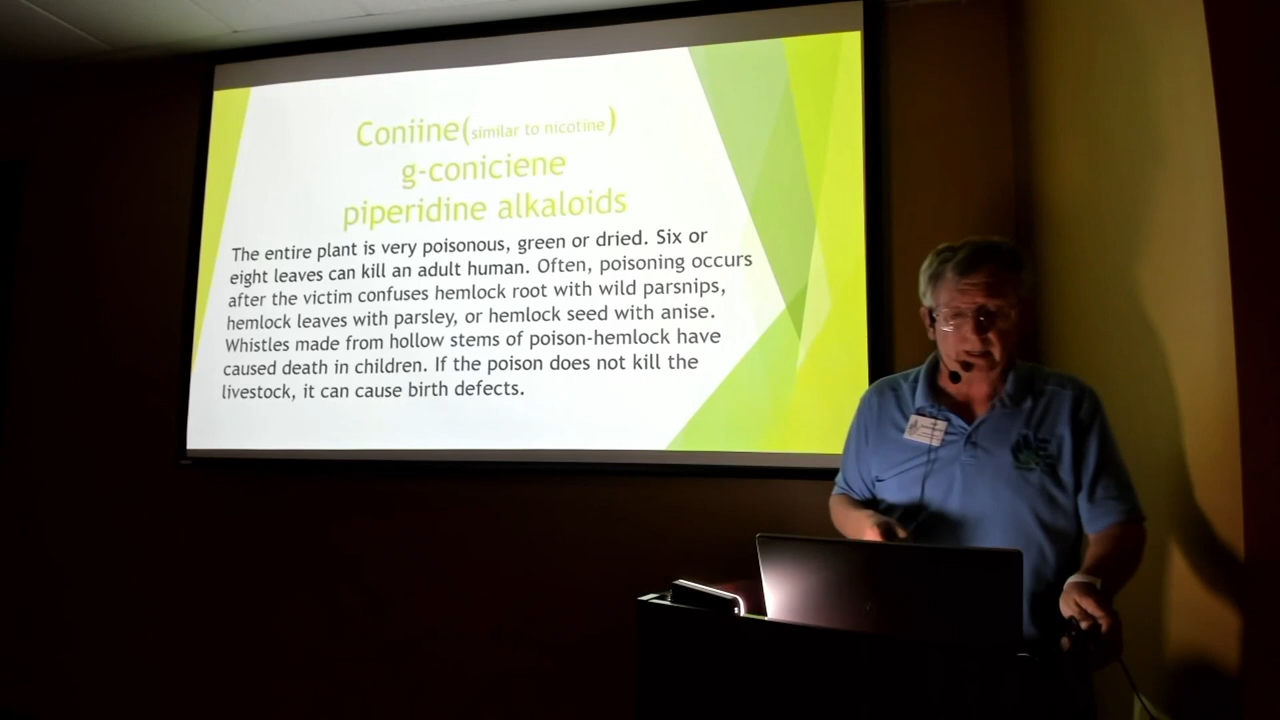 Coniine(similar to nicotine)
g-coniciene
piperidine alkaloids
The entire plant is very poisonous, green or dried. Six or
eight leaves can kill an adult human. Often, poisoning occurs
after the victim confuses hemlock root with wild parsnips,
hemlock leaves with parsley, or hemlock seed with anise.
Whistles made from hollow stems of poison-hemlock have
caused death in children. If the poison does not kill the
livestock, it can cause birth defects.